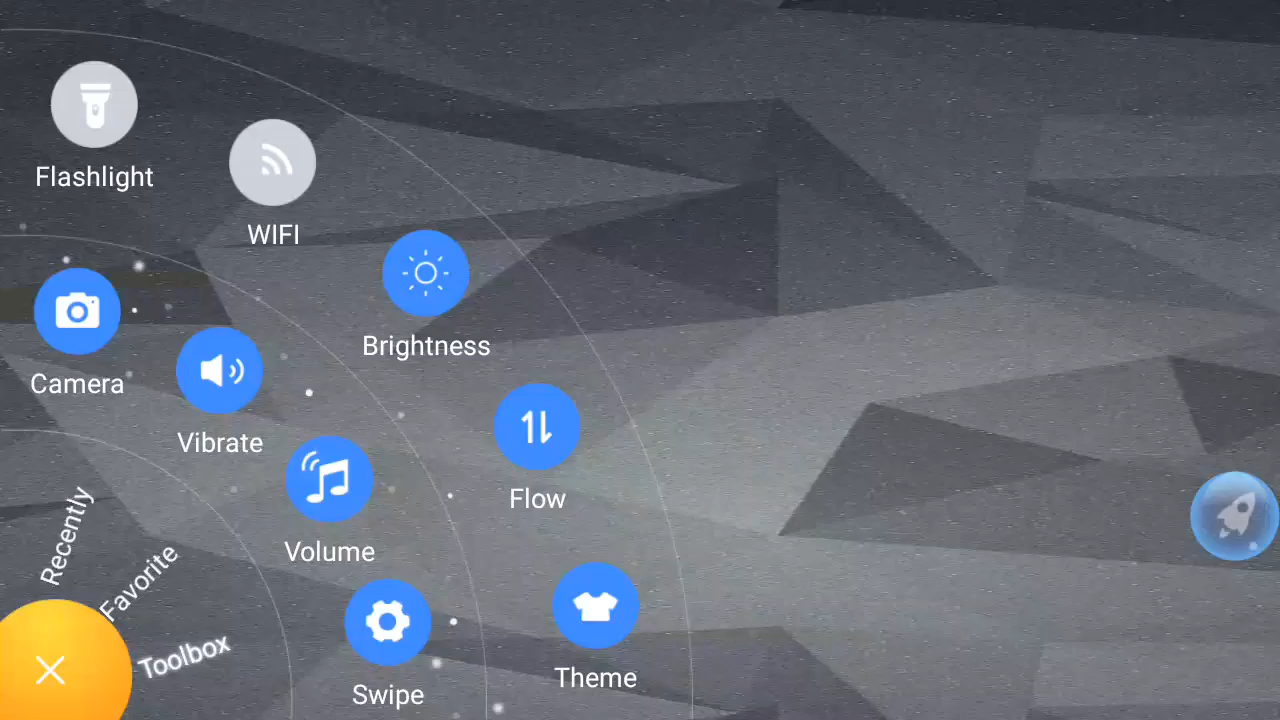 Flashlight
WIFI
Brightness
Camera
Vibrate
Flow
Volume
Recently
Favorite
Toolbox
Swipe
Theme